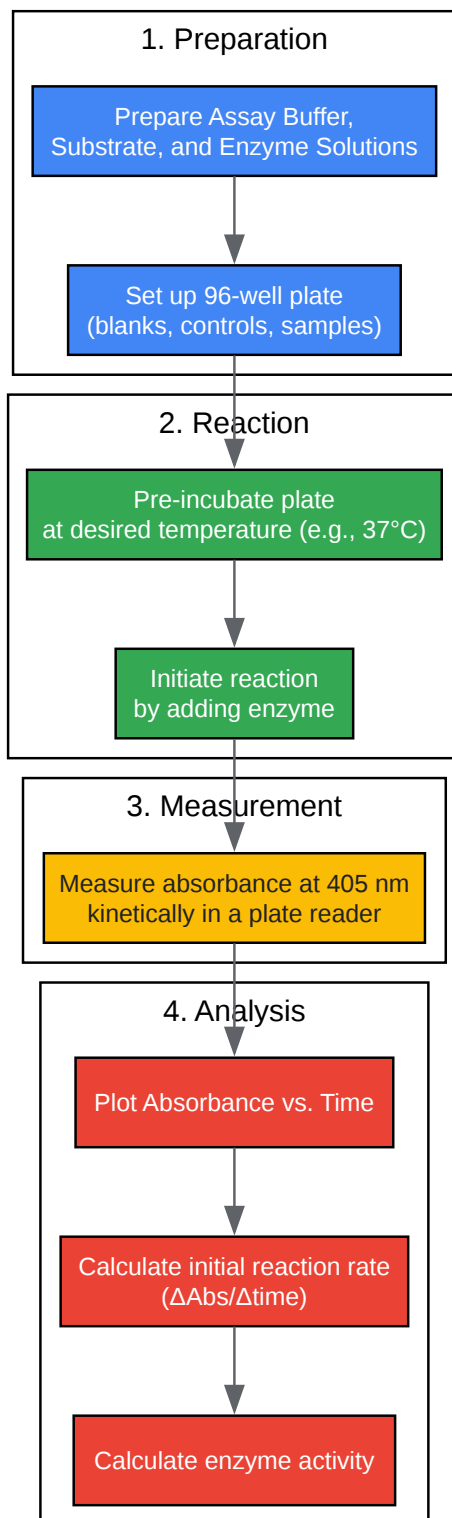 1. Preparation
Prepare Assay Buffer,
Substrate, and Enzyme Solutions
Set up 96-well plate
(blanks, controls, samples)
2. Reaction
Pre-incubate plate
at desired temperature (e.g., 37°C)
Initiate reaction
by adding enzyme
3. Measurement
Measure absorbance at 405 nm
kinetically in a plate reader
4. Analysis
Plot Absorbance vs. Time
Calculate initial reaction rate
(ΔAbs/Δtime)
Calculate enzyme activity